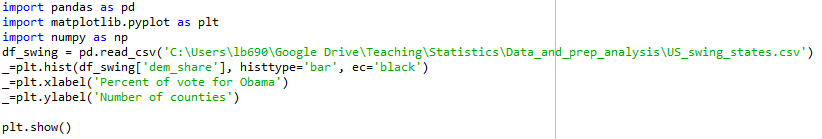 import pandas as pd
import matplotlib.pyplot as plt
import numpy as np
df_swing = pd.read_csv('C:\Users\lb690\Google Drive\Teaching\Statistics\Data_and_prep_analysis\US_swing_states.csv')
_=plt.hist(df_swing['dem_share'], histtype='bar', ec='black')
_=plt.xlabel('Percent of vote for Obama')
_=plt.ylabel('Number of counties')
plt.show()